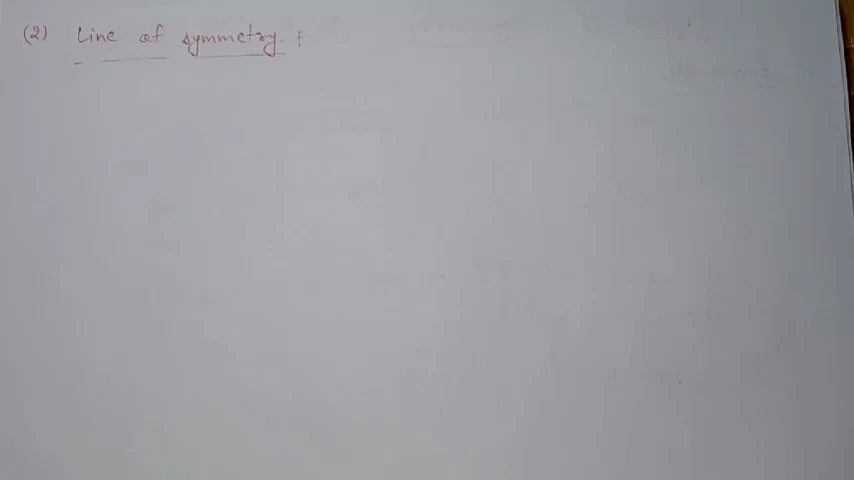 (2) Line of symmetry. :